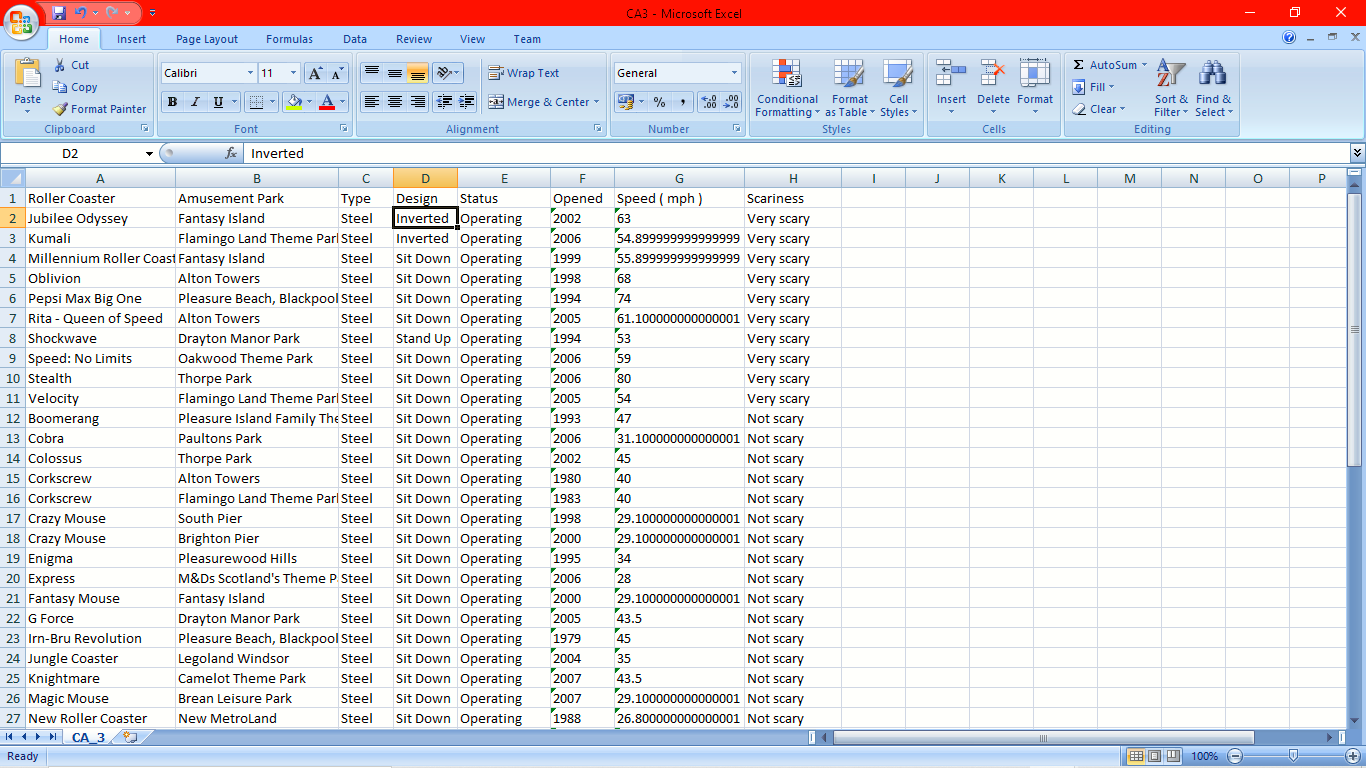 CA3 - Microsoft Excel
Home Insert Page Layout Formulas Data Review View Team
Paste Cut Copy Format Painter
Calibri 11
B I U
Wrap Text Merge & Center
General
% ,
Conditional Formatting Format as Table Cell Styles
Insert Delete Format
Σ AutoSum Fill Clear
Sort & Filter Find & Select
Clipboard Font Alignment Number Styles Cells Editing
D2 fx Inverted
A B C D E F G H I J K L M N O P
1 Roller Coaster Amusement Park Type Design Status Opened Speed ( mph ) Scariness
2 Jubilee Odyssey Fantasy Island Steel Inverted Operating 2002 63 Very scary
3 Kumali Flamingo Land Theme Par Steel Inverted Operating 2006 54.899999999999999 Very scary
4 Millennium Roller Coast Fantasy Island Steel Sit Down Operating 1999 55.899999999999999 Very scary
5 Oblivion Alton Towers Steel Sit Down Operating 1998 68 Very scary
6 Pepsi Max Big One Pleasure Beach, Blackpool Steel Sit Down Operating 1994 74 Very scary
7 Rita - Queen of Speed Alton Towers Steel Sit Down Operating 2005 61.100000000000001 Very scary
8 Shockwave Drayton Manor Park Steel Stand Up Operating 1994 53 Very scary
9 Speed: No Limits Oakwood Theme Park Steel Sit Down Operating 2006 59 Very scary
10 Stealth Thorpe Park Steel Sit Down Operating 2006 80 Very scary
11 Velocity Flamingo Land Theme Par Steel Sit Down Operating 2005 54 Very scary
12 Boomerang Pleasure Island Family The Steel Sit Down Operating 1993 47 Not scary
13 Cobra Paultons Park Steel Sit Down Operating 2006 31.100000000000001 Not scary
14 Colossus Thorpe Park Steel Sit Down Operating 2002 45 Not scary
15 Corkscrew Alton Towers Steel Sit Down Operating 1980 40 Not scary
16 Corkscrew Flamingo Land Theme Par Steel Sit Down Operating 1983 40 Not scary
17 Crazy Mouse South Pier Steel Sit Down Operating 1998 29.100000000000001 Not scary
18 Crazy Mouse Brighton Pier Steel Sit Down Operating 2000 29.100000000000001 Not scary
19 Enigma Pleasurewood Hills Steel Sit Down Operating 1995 34 Not scary
20 Express M&Ds Scotland's Theme P Steel Sit Down Operating 2006 28 Not scary
21 Fantasy Mouse Fantasy Island Steel Sit Down Operating 2000 29.100000000000001 Not scary
22 G Force Drayton Manor Park Steel Sit Down Operating 2005 43.5 Not scary
23 Irn-Bru Revolution Pleasure Beach, Blackpool Steel Sit Down Operating 1979 45 Not scary
24 Jungle Coaster Legoland Windsor Steel Sit Down Operating 2004 35 Not scary
25 Knightmare Camelot Theme Park Steel Sit Down Operating 2007 43.5 Not scary
26 Magic Mouse Brean Leisure Park Steel Sit Down Operating 2007 29.100000000000001 Not scary
27 New Roller Coaster New MetroLand Steel Sit Down Operating 1988 26.800000000000001 Not scary
CA_3
Ready 100%